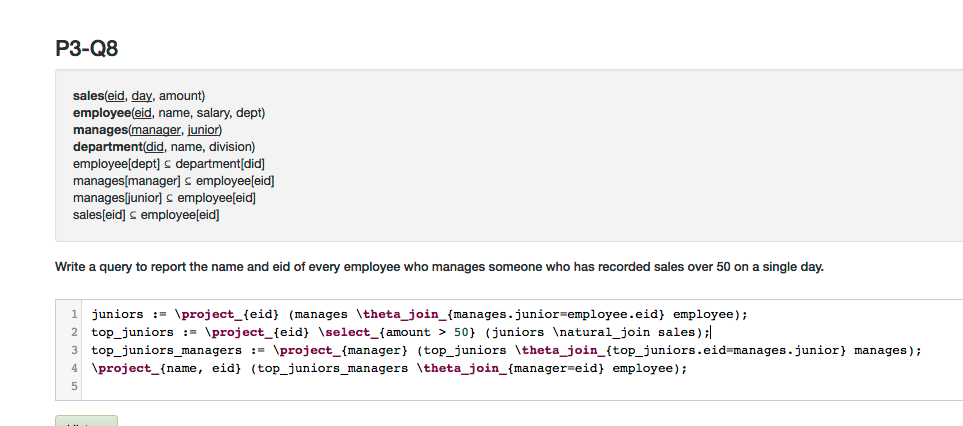 P3-Q8
sales(eid, day, amount)
employee(eid, name, salary, dept)
manages(manager, junior)
department(did, name, division)
employee[dept] ⊆ department[did]
manages[manager] ⊆ employee[eid]
manages[junior] ⊆ employee[eid]
sales[eid] ⊆ employee[eid]
Write a query to report the name and eid of every employee who manages someone who has recorded sales over 50 on a single day.
1 juniors := \project_{eid} (manages \theta_join_{manages.junior=employee.eid} employee);
2 top_juniors := \project_{eid} \select_{amount > 50} (juniors \natural_join sales);
3 top_juniors_managers := \project_{manager} (top_juniors \theta_join_{top_juniors.eid=manages.junior} manages);
4 \project_{name, eid} (top_juniors_managers \theta_join_{manager=eid} employee);
5